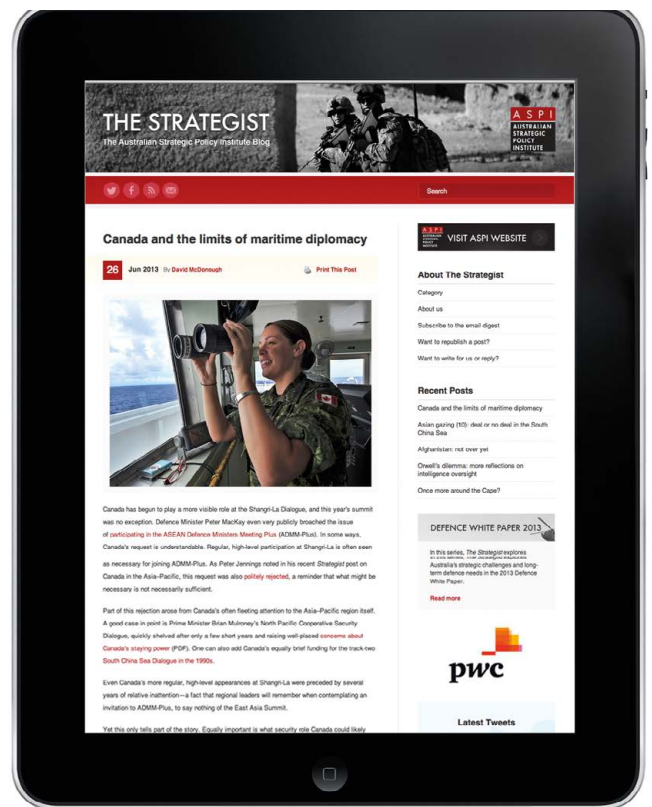 THE STRATEGIST
The Australian Strategic Policy Institute Blog
ASPI
AUSTRALIAN
STRATEGIC
POLICY
INSTITUTE
Search
Canada and the limits of maritime diplomacy
26 Jun 2013 By David McDonough Print This Post
Canada has begun to play a more visible role at the Shangri-La Dialogue, and this year's summit
was no exception. Defence Minister Peter MacKay even very publicly broached the issue
of participating in the ASEAN Defence Ministers Meeting Plus (ADMM-Plus). In some ways,
Canada's request is understandable. Regular, high-level participation at Shangri-La is often seen
as necessary for joining ADMM-Plus. As Peter Jennings noted in his recent Strategist post on
Canada in the Asia–Pacific, this request was also politely rejected, a reminder that what might be
necessary is not necessarily sufficient.
Part of this rejection arose from Canada's often fleeting attention to the Asia–Pacific region itself.
A good case in point is Prime Minister Brian Mulroney's North Pacific Cooperative Security
Dialogue, quickly shelved after only a few short years and raising well-placed concerns about
Canada's staying power (PDF). One can also add Canada's equally brief funding for the track-two
South China Sea Dialogue in the 1990s.
Even Canada's more regular, high-level appearances at Shangri-La were preceded by several
years of relative inattention—a fact that regional leaders will remember when contemplating an
invitation to ADMM-Plus, to say nothing of the East Asia Summit.
Yet this only tells part of the story. Equally important is what security role Canada could likely
ASPI
VISIT ASPI WEBSITE
About The Strategist
Category
About us
Subscribe to the email digest
Want to republish a post?
Want to write for us or reply?
Recent Posts
Canada and the limits of maritime diplomacy
Asian gazing (10): deal or no deal in the South
China Sea
Afghanistan: not over yet
Orwell's dilemma: more reflections on
intelligence oversight
Once more around the Cape?
DEFENCE WHITE PAPER 2013
In this series, The Strategist explores
Australia's strategic challenges and long-
term defence needs in the 2013 Defence
White Paper.
Read more
pwc
Latest Tweets